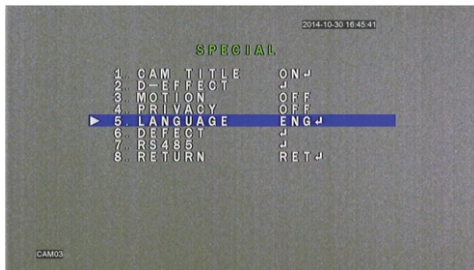 2014-10-30 16:45:41
SPECIAL
1. CAM TITLE ON↲
2. D-EFFECT ↲
3. MOTION OFF
4. PRIVACY OFF
▶ 5. LANGUAGE ENG↲
6. DEFECT ↲
7. RS485 ↲
8. RETURN RET↲
CAM03